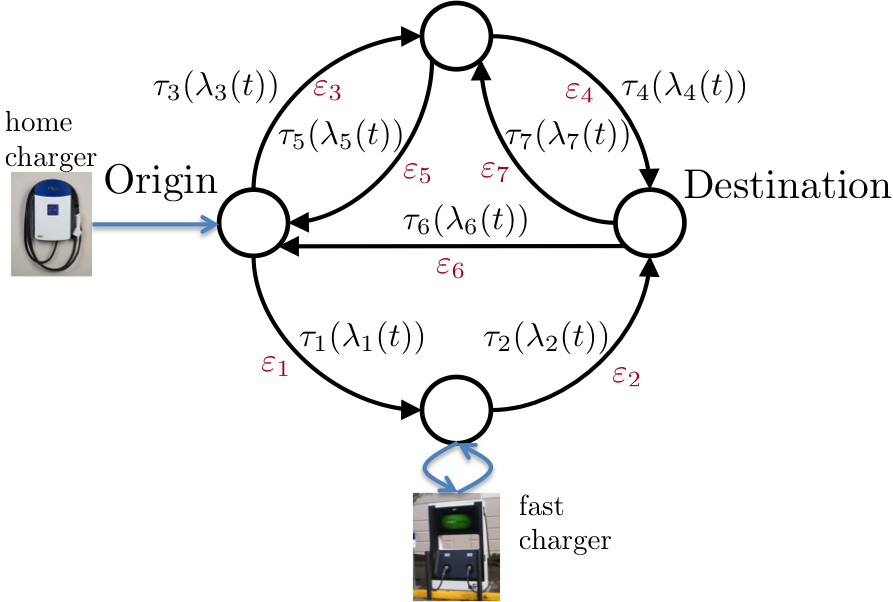 τ₃(λ₃(t))
ε₃
ε₄
τ₄(λ₄(t))
home
charger
τ₅(λ₅(t))
τ₇(λ₇(t))
ε₅
ε₇
Origin
Destination
τ₆(λ₆(t))
ε₆
τ₁(λ₁(t))
τ₂(λ₂(t))
ε₁
ε₂
fast
charger